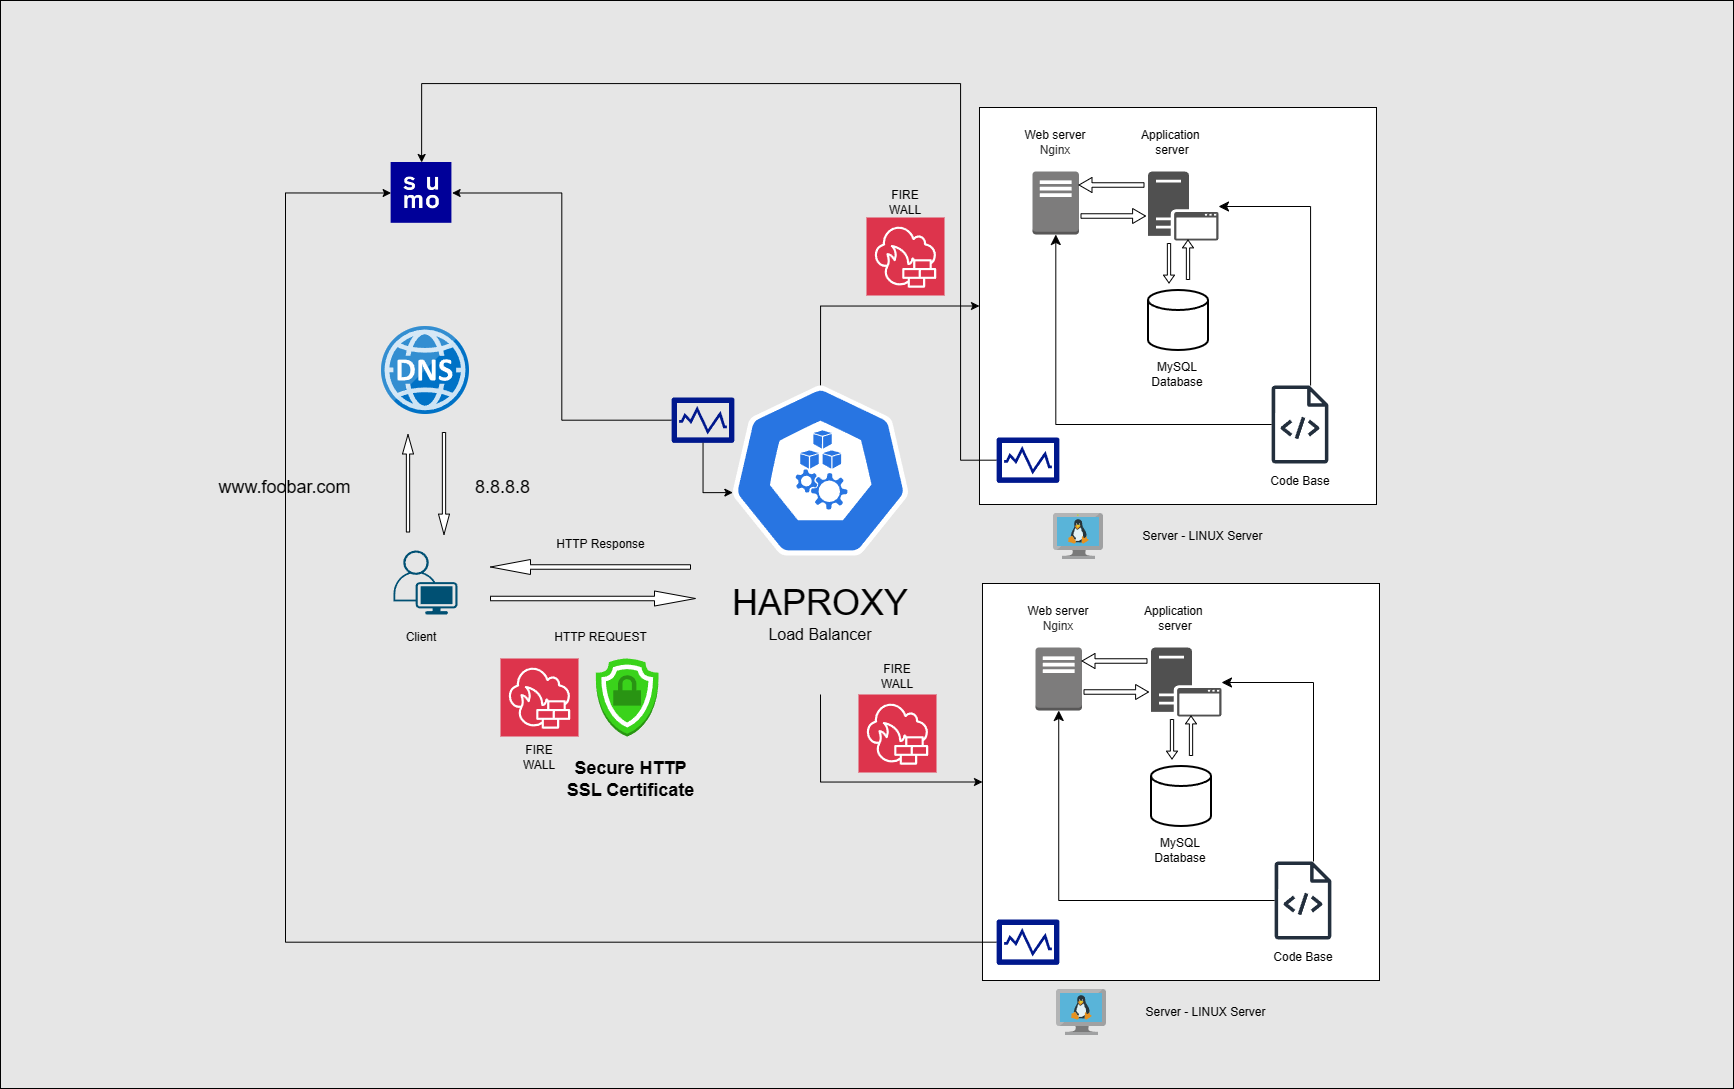 Web server
Nginx
Application
server
s u
mo
FIRE
WALL
DNS
MySQL
Database
</>
Code Base
www.foobar.com
8.8.8.8
Server - LINUX Server
HTTP Response
Client
HTTP REQUEST
HAPROXY
Load Balancer
Web server
Nginx
Application
server
FIRE
WALL
FIRE
WALL
Secure HTTP
SSL Certificate
MySQL
Database
</>
Code Base
Server - LINUX Server